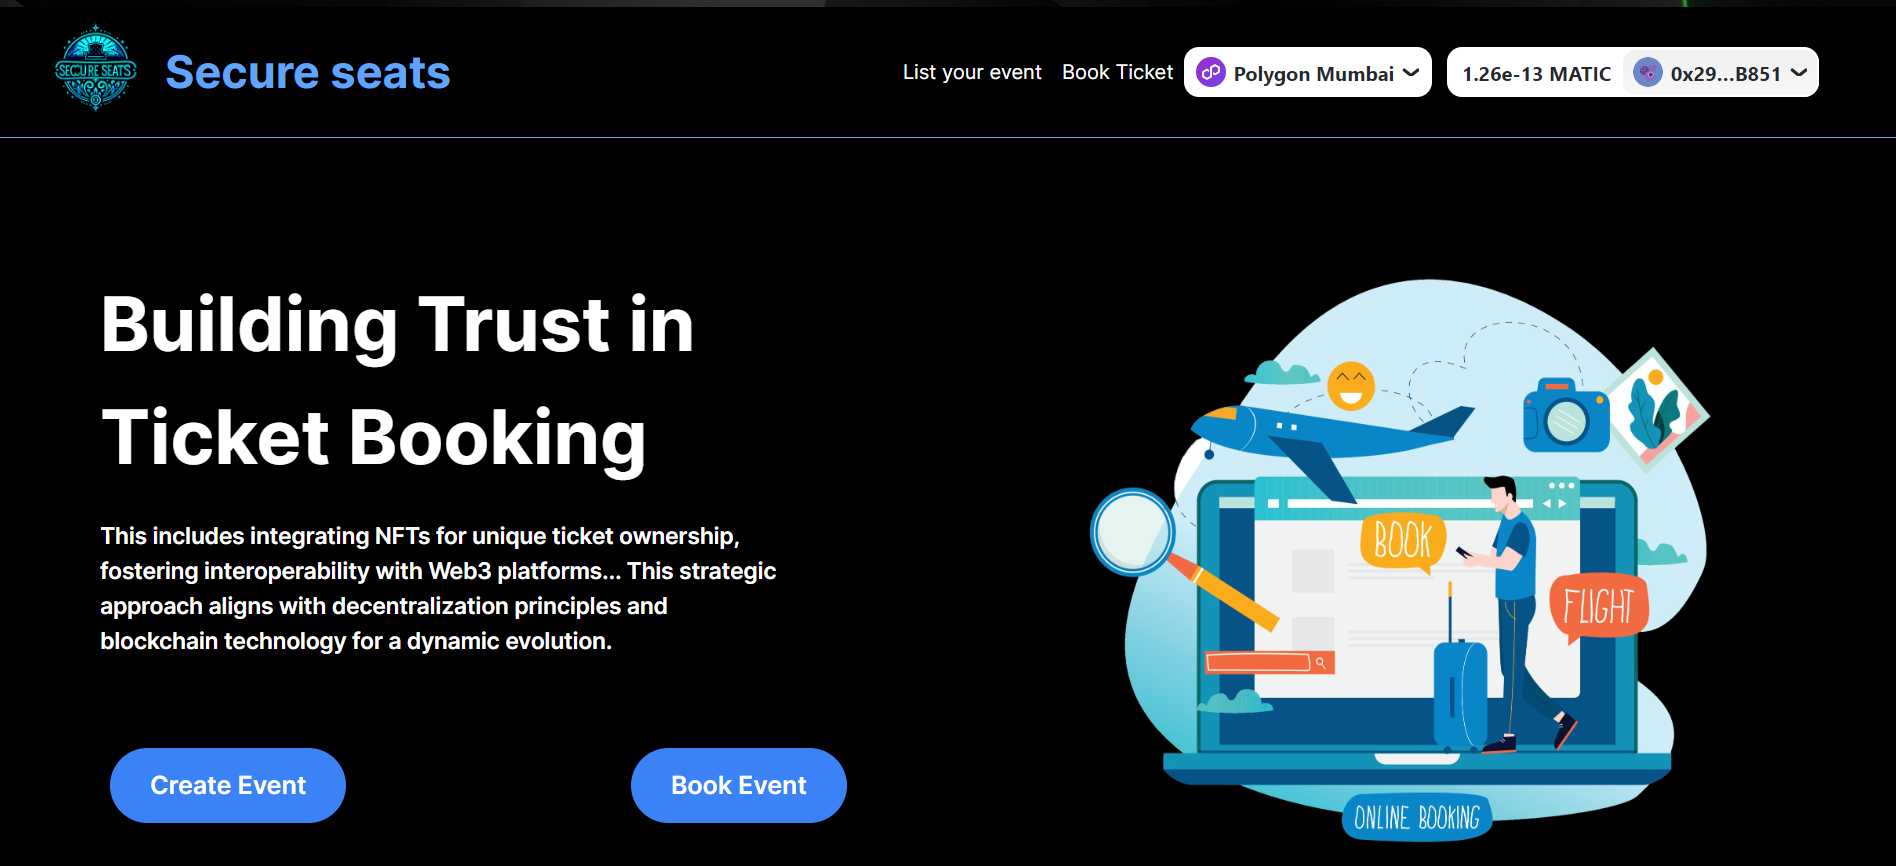 SECURE SEATS
Secure seats
List your event
Book Ticket
Polygon Mumbai
1.26e-13 MATIC
0x29...B851
Building Trust in
Ticket Booking
This includes integrating NFTs for unique ticket ownership,
fostering interoperability with Web3 platforms... This strategic
approach aligns with decentralization principles and
blockchain technology for a dynamic evolution.
Create Event
Book Event
BOOK
FLIGHT
ONLINE BOOKING